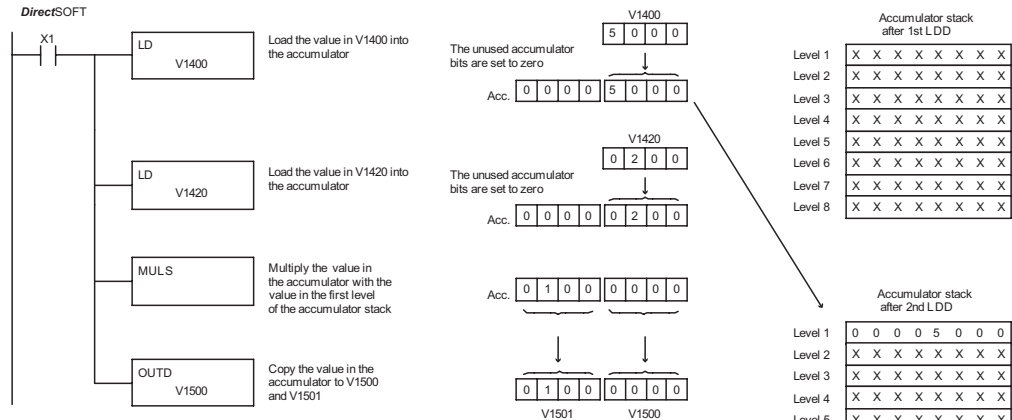 DirectSOFT
X1
LD
V1400
Load the value in V1400 into
the accumulator
LD
V1420
Load the value in V1420 into
the accumulator
MULS
Multiply the value in
the accumulator with the
value in the first level
of the accumulator stack
OUTD
V1500
Copy the value in the
accumulator to V1500
and V1501
V1400
5 0 0 0
The unused accumulator
bits are set to zero
Acc. 0 0 0 0 5 0 0 0
V1420
0 2 0 0
The unused accumulator
bits are set to zero
Acc. 0 0 0 0 0 2 0 0
Acc. 0 1 0 0 0 0 0 0
0 1 0 0 0 0 0 0
V1501 V1500
Accumulator stack
after 1st LDD
Level 1 X X X X X X X X
Level 2 X X X X X X X X
Level 3 X X X X X X X X
Level 4 X X X X X X X X
Level 5 X X X X X X X X
Level 6 X X X X X X X X
Level 7 X X X X X X X X
Level 8 X X X X X X X X
Accumulator stack
after 2nd LDD
Level 1 0 0 0 0 5 0 0 0
Level 2 X X X X X X X X
Level 3 X X X X X X X X
Level 4 X X X X X X X X
Level 5 X X X X X X X X